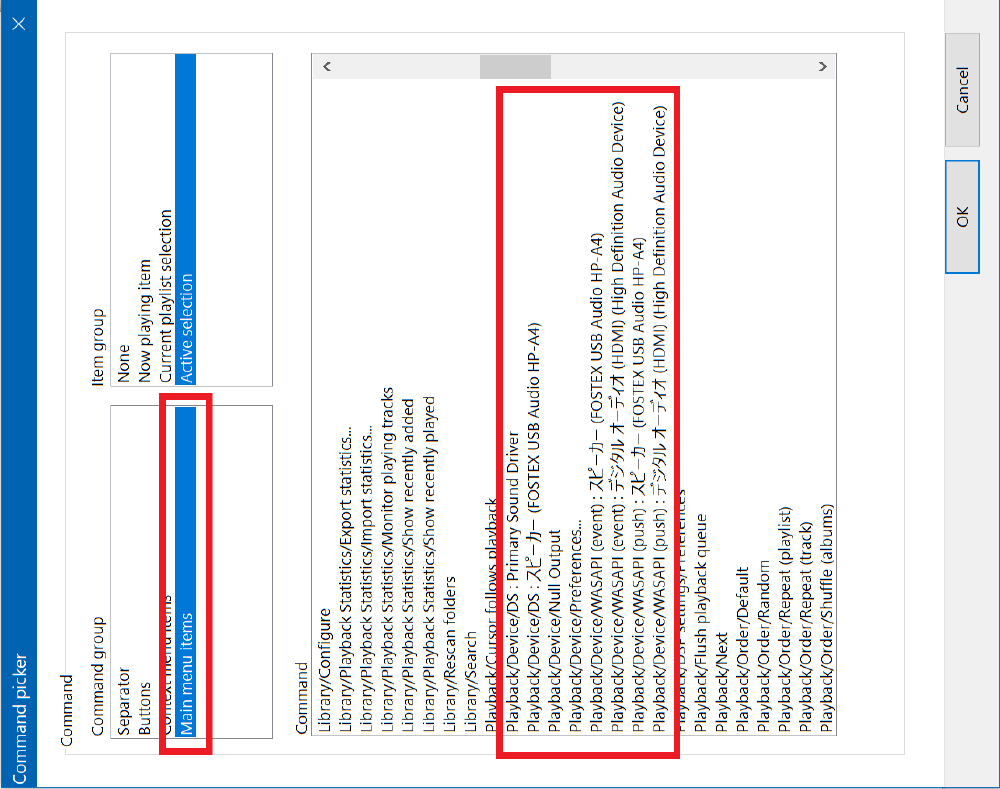 Command picker
Command
Command group
Separator
Buttons
Context menu items
Main menu items
Item group
None
Now playing item
Current playlist selection
Active selection
Command
Library/Configure
Library/Playback Statistics/Export statistics...
Library/Playback Statistics/Import statistics...
Library/Playback Statistics/Monitor playing tracks
Library/Playback Statistics/Show recently added
Library/Playback Statistics/Show recently played
Library/Rescan folders
Library/Search
Playback/Cursor follows playback
Playback/Device/DS : Primary Sound Driver
Playback/Device/DS : スピーカー (FOSTEX USB Audio HP-A4)
Playback/Device/Null Output
Playback/Device/Preferences...
Playback/Device/WASAPI (event) : スピーカー (FOSTEX USB Audio HP-A4)
Playback/Device/WASAPI (event) : デジタル オーディオ (HDMI) (High Definition Audio Device)
Playback/Device/WASAPI (push) : スピーカー (FOSTEX USB Audio HP-A4)
Playback/Device/WASAPI (push) : デジタル オーディオ (HDMI) (High Definition Audio Device)
Playback/DSP settings/Preferences
Playback/Flush playback queue
Playback/Next
Playback/Order/Default
Playback/Order/Random
Playback/Order/Repeat (playlist)
Playback/Order/Repeat (track)
Playback/Order/Shuffle (albums)
OK
Cancel